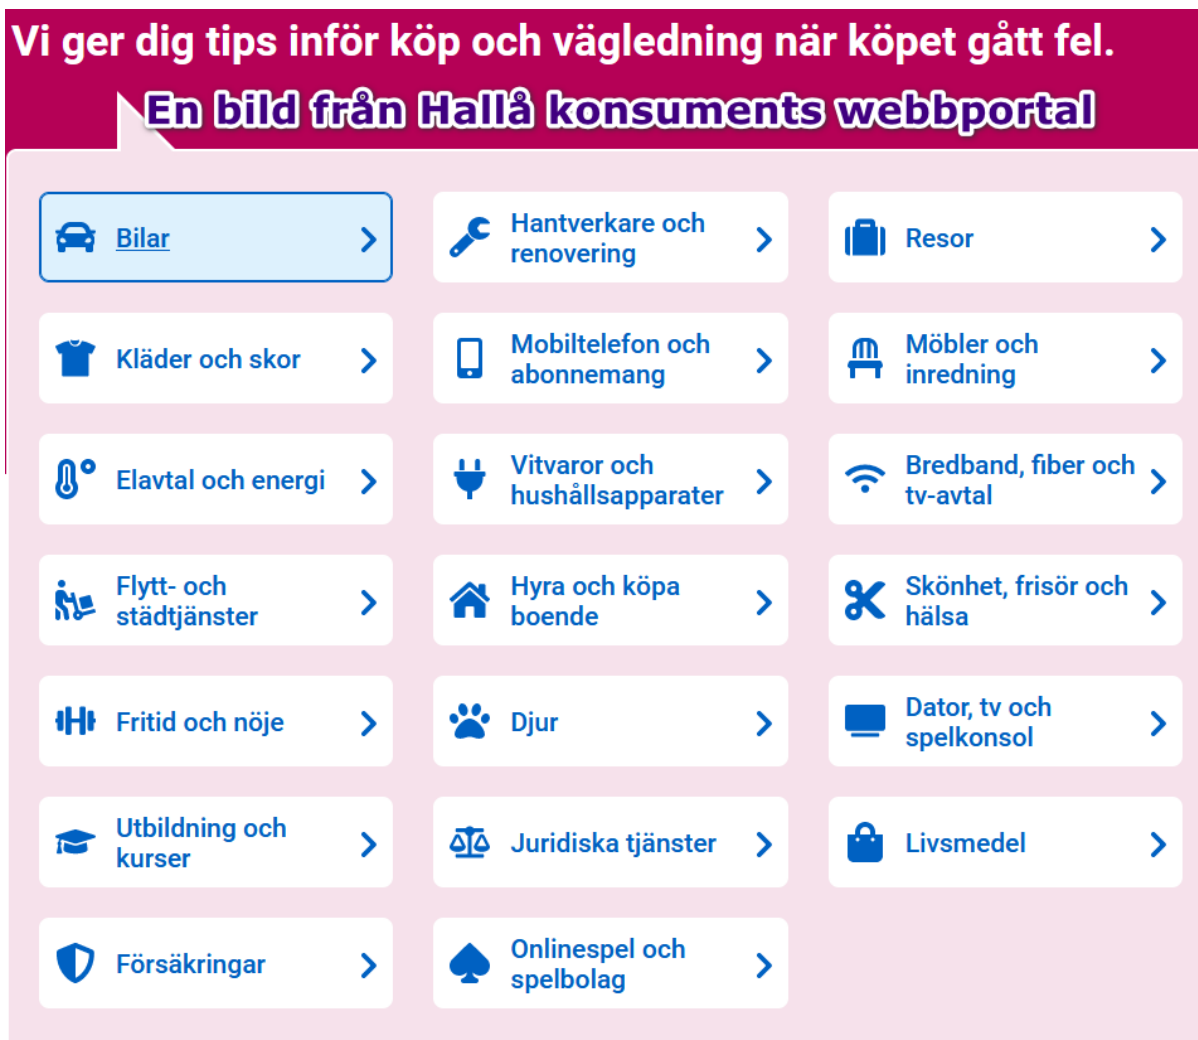 Vi ger dig tips inför köp och vägledning när köpet gått fel.
En bild från Hallå konsuments webbportal
Bilar
Hantverkare och
renovering
Resor
Kläder och skor
Mobiltelefon och
abonnemang
Möbler och
inredning
Elavtal och energi
Vitvaror och
hushållsapparater
Bredband, fiber och
tv-avtal
Flytt- och
städtjänster
Hyra och köpa
boende
Skönhet, frisör och
hälsa
Fritid och nöje
Djur
Dator, tv och
spelkonsol
Utbildning och
kurser
Juridiska tjänster
Livsmedel
Försäkringar
Onlinespel och
spelbolag